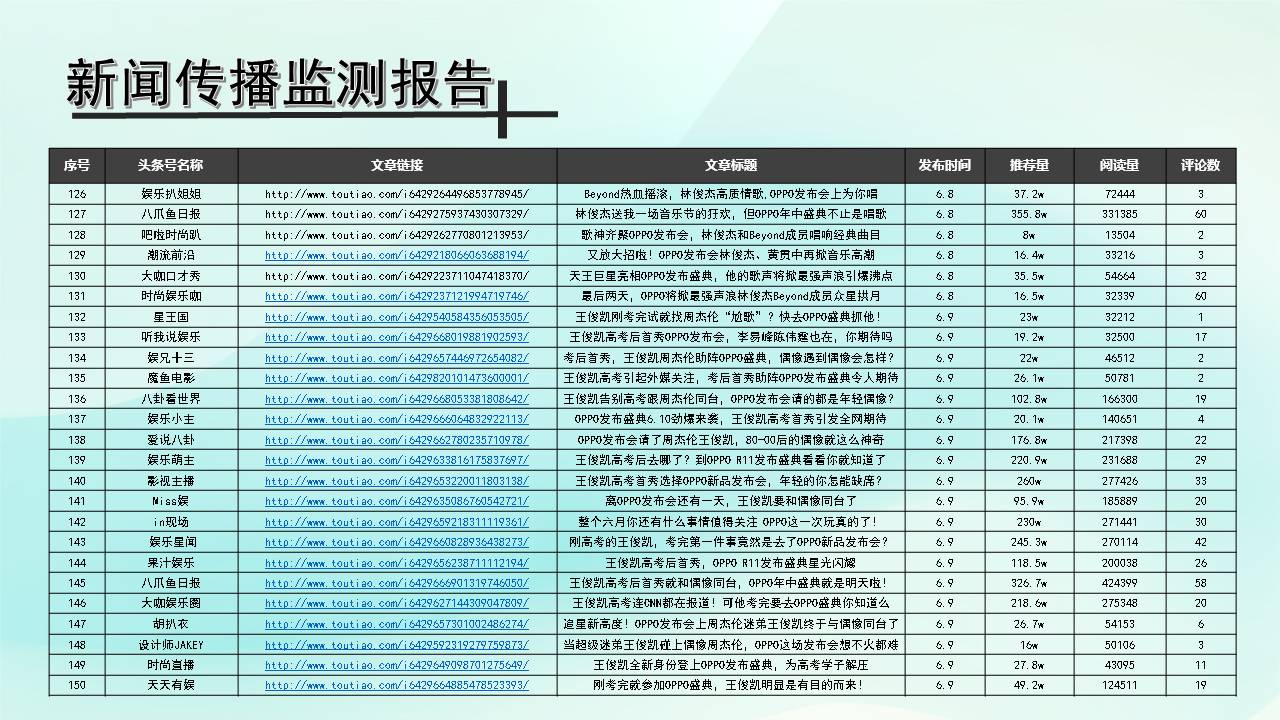 新闻传播监测报告
序号 头条号名称 文章链接 文章标题 发布时间 推荐量 阅读量 评论数
126 娱乐扒姐姐 http://www.toutiao.com/i6429264496853778945/ Beyond热血摇滚，林俊杰高质情歌,OPPO发布会上为你唱 6.8 37.2w 72444 3
127 八爪鱼日报 http://www.toutiao.com/i6429275937430307329/ 林俊杰送我一场音乐节的狂欢，但OPPO年中盛典不止是唱歌 6.8 355.8w 331385 60
128 吧啦时尚趴 http://www.toutiao.com/i6429262770801213953/ 歌神齐聚OPPO发布会，林俊杰和Beyond成员唱响经典曲目 6.8 8w 13504 2
129 潮流前沿 http://www.toutiao.com/i6429218066063688194/ 又放大招啦！OPPO发布会林俊杰、黄贯中再掀音乐高潮 6.8 16.4w 33216 3
130 大咖口才秀 http://www.toutiao.com/i6429223711047418370/ 天王巨星亮相OPPO发布盛典，他的歌声将掀最强声浪引爆沸点 6.8 35.5w 54664 32
131 时尚娱乐咖 http://www.toutiao.com/i6429237121994719746/ 最后两天，OPPO将掀最强声浪林俊杰Beyond成员众星拱月 6.8 16.5w 32339 60
132 星王国 http://www.toutiao.com/i6429540584356053505/ 王俊凯刚考完试就找周杰伦“尬歌”？快去OPPO盛典抓他！ 6.9 23w 32212 1
133 听我说娱乐 http://www.toutiao.com/i6429668019881902593/ 王俊凯高考后首秀OPPO发布会，李易峰陈伟霆也在，你期待吗 6.9 19.2w 32500 17
134 娱兄十三 http://www.toutiao.com/i6429657446972654082/ 考后首秀，王俊凯周杰伦助阵OPPO盛典，偶像遇到偶像会怎样？ 6.9 22w 46512 2
135 魔鱼电影 http://www.toutiao.com/i6429820101473600001/ 王俊凯高考引起外媒关注，考后首秀助阵OPPO发布盛典令人期待 6.9 26.1w 50781 2
136 八卦看世界 http://www.toutiao.com/i6429668053381808642/ 王俊凯告别高考跟周杰伦同台，OPPO发布会请的都是年轻偶像？ 6.9 102.8w 166300 19
137 娱乐小主 http://www.toutiao.com/i6429666064832922113/ OPPO发布盛典6.10劲爆来袭，王俊凯高考首秀引发全网期待 6.9 20.1w 140651 4
138 爱说八卦 http://www.toutiao.com/i6429662780235710978/ OPPO发布会请了周杰伦王俊凯，80-00后的偶像就这么神奇 6.9 176.8w 217398 22
139 娱乐萌主 http://www.toutiao.com/i6429633816175837697/ 王俊凯高考后去哪了？到OPPO R11发布盛典看看你就知道了 6.9 220.9w 231688 29
140 影视主播 http://www.toutiao.com/i6429653220011803138/ 王俊凯高考首秀选择OPPO新品发布会，年轻的你怎能缺席？ 6.9 260w 277426 33
141 Miss娱 http://www.toutiao.com/i6429635086760542721/ 离OPPO发布会还有一天，王俊凯要和偶像同台了 6.9 95.9w 185889 20
142 in现场 http://www.toutiao.com/i6429659218311119361/ 整个六月你还有什么事情值得关注 OPPO这一次玩真的了！ 6.9 230w 271441 30
143 娱乐星闻 http://www.toutiao.com/i6429660828936438273/ 刚高考的王俊凯，考完第一件事竟然是去了OPPO新品发布会？ 6.9 245.3w 270114 42
144 果汁娱乐 http://www.toutiao.com/i6429656238711112194/ 王俊凯高考后首秀，OPPO R11发布盛典星光闪耀 6.9 118.5w 200038 26
145 八爪鱼日报 http://www.toutiao.com/i6429666901319746050/ 王俊凯高考后首秀就和偶像同台，OPPO年中盛典就是明天啦！ 6.9 326.7w 424399 58
146 大咖娱乐圈 http://www.toutiao.com/i6429627144309047809/ 王俊凯高考连CNN都在报道！可他考完要去OPPO盛典你知道么 6.9 218.6w 275348 20
147 胡扒衣 http://www.toutiao.com/i6429657301002486274/ 追星新高度！OPPO发布会上周杰伦迷弟王俊凯终于与偶像同台了 6.9 26.7w 54153 6
148 设计师JAKEY http://www.toutiao.com/i6429592319279759873/ 当超级迷弟王俊凯碰上偶像周杰伦，OPPO这场发布会想不火都难 6.9 16w 50106 3
149 时尚直播 http://www.toutiao.com/i6429649098701275649/ 王俊凯全新身份登上OPPO发布盛典，为高考学子解压 6.9 27.8w 43095 11
150 天天有娱 http://www.toutiao.com/i6429664885478523393/ 刚考完就参加OPPO盛典，王俊凯明显是有目的而来！ 6.9 49.2w 124511 19